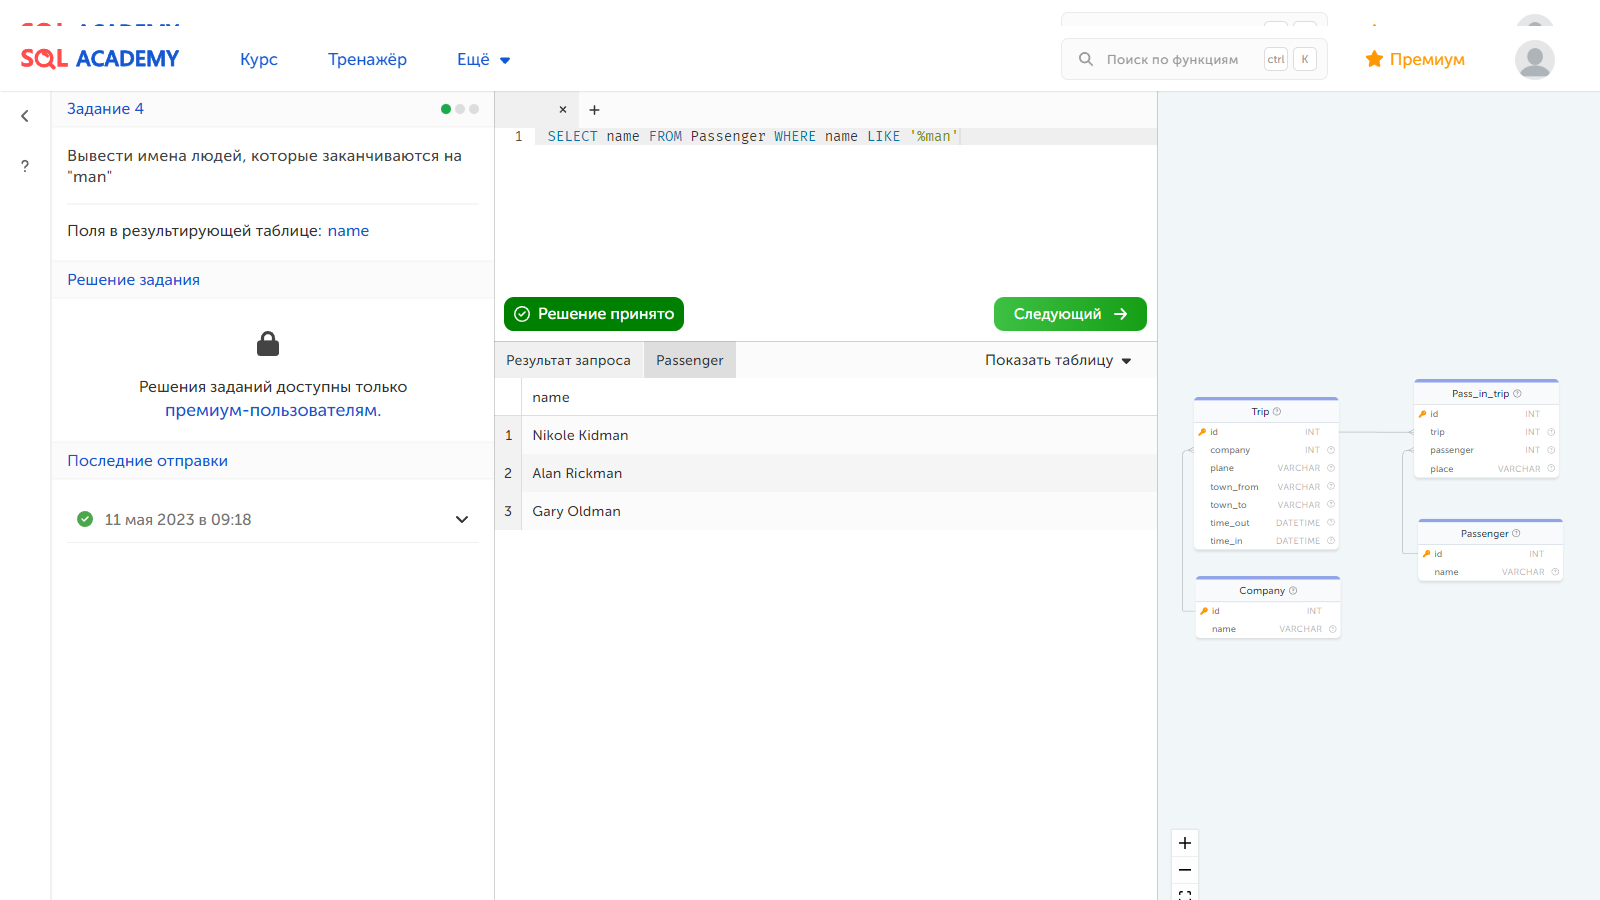 SQL ACADEMY
Курс
Тренажёр
Ещё
Поиск по функциям
ctrl
K
Премиум
Задание 4
Вывести имена людей, которые заканчиваются на
"man"
Поля в результирующей таблице: name
Решение задания
Решения заданий доступны только
премиум-пользователям.
Последние отправки
11 мая 2023 в 09:18
1 SELECT name FROM Passenger WHERE name LIKE '%man'
Решение принято
Следующий
Результат запроса
Passenger
Показать таблицу
name
1 Nikole Kidman
2 Alan Rickman
3 Gary Oldman
Trip
id INT
company INT
plane VARCHAR
town_from VARCHAR
town_to VARCHAR
time_out DATETIME
time_in DATETIME
Company
id INT
name VARCHAR
Pass_in_trip
id INT
trip INT
passenger INT
place VARCHAR
Passenger
id INT
name VARCHAR